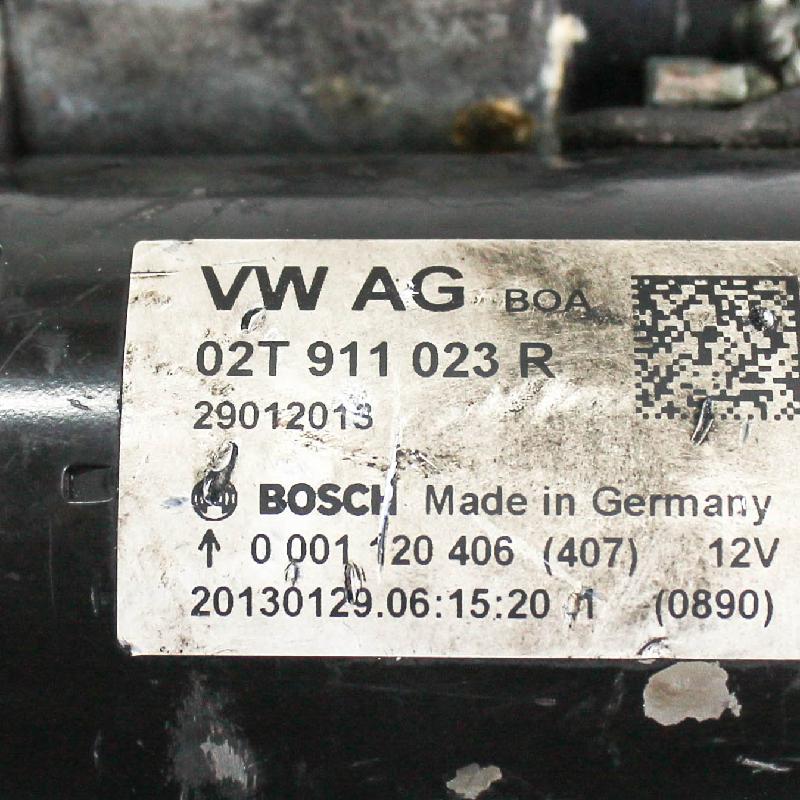 VW AG BOA
02T 911 023 R
29012013
BOSCH Made in Germany
↑ 0 001 120 406 (407) 12V
20130129.06:15:20 J1 (0890)